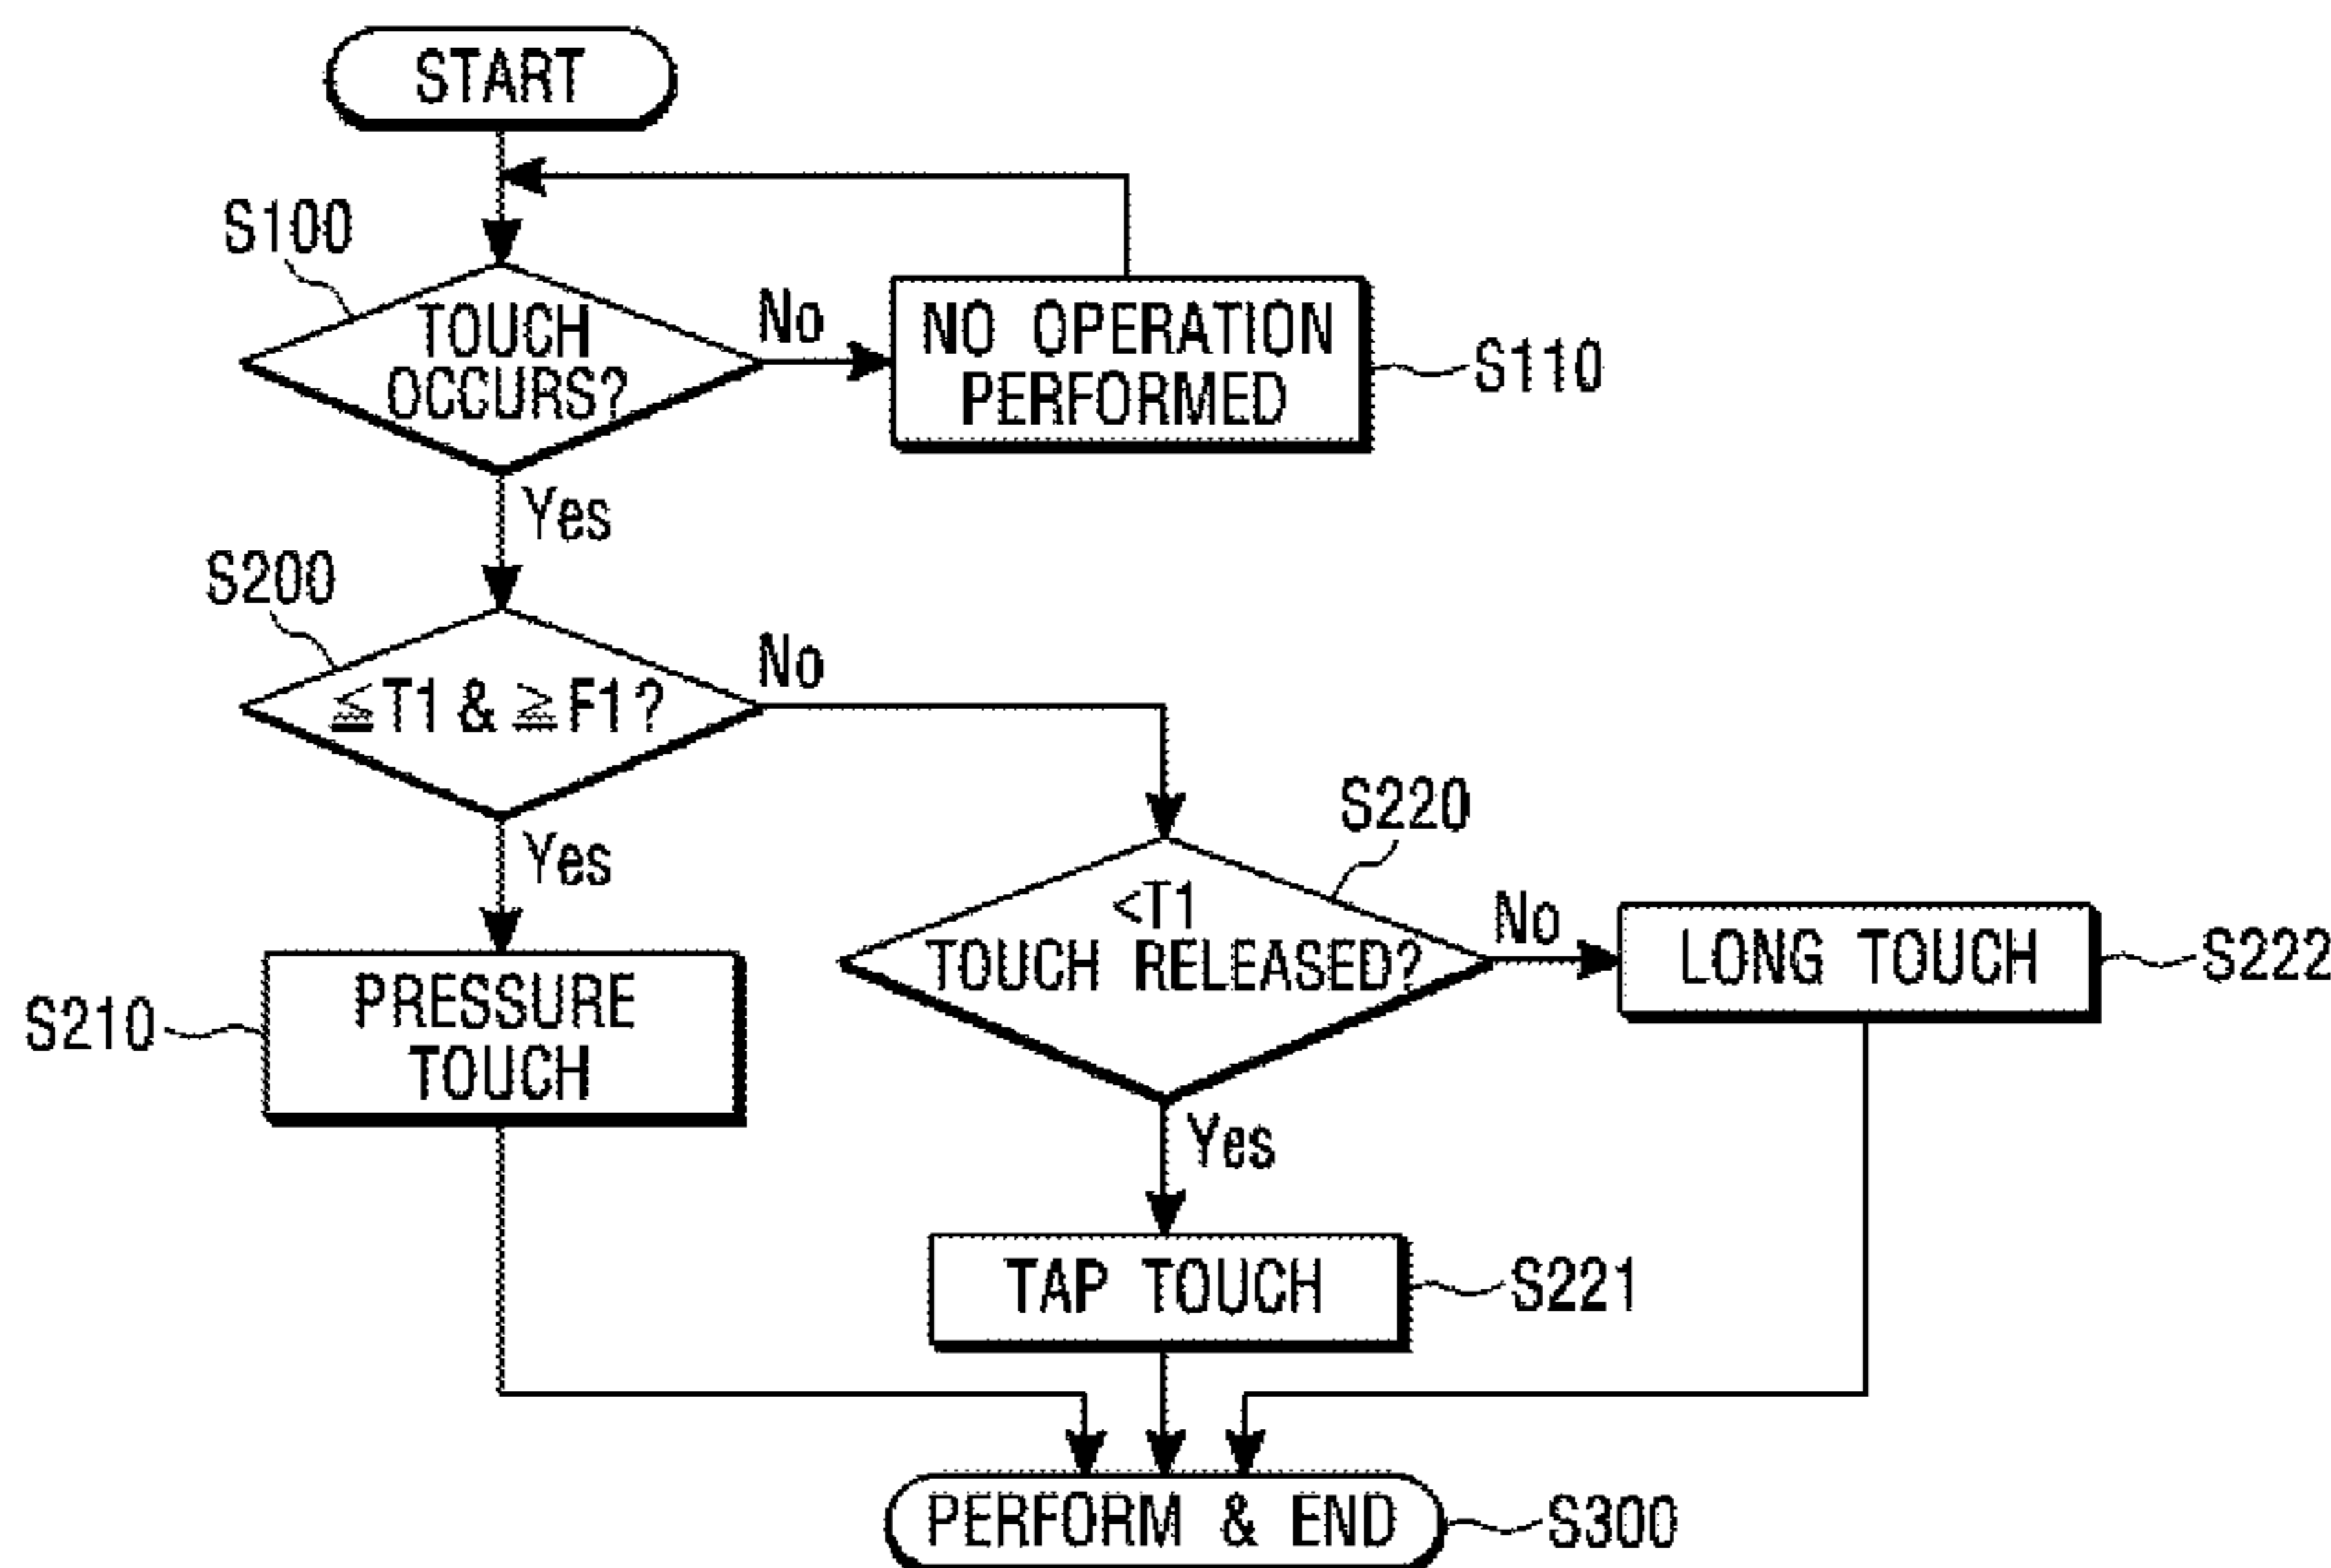 START
S100
TOUCH
OCCURS?
No
NO OPERATION
PERFORMED
S110
Yes
S200
≦T1 & ≧F1?
No
Yes
S220
<T1
TOUCH RELEASED?
No
LONG TOUCH
S222
S210
PRESSURE
TOUCH
Yes
TAP TOUCH
S221
PERFORM & END
S300